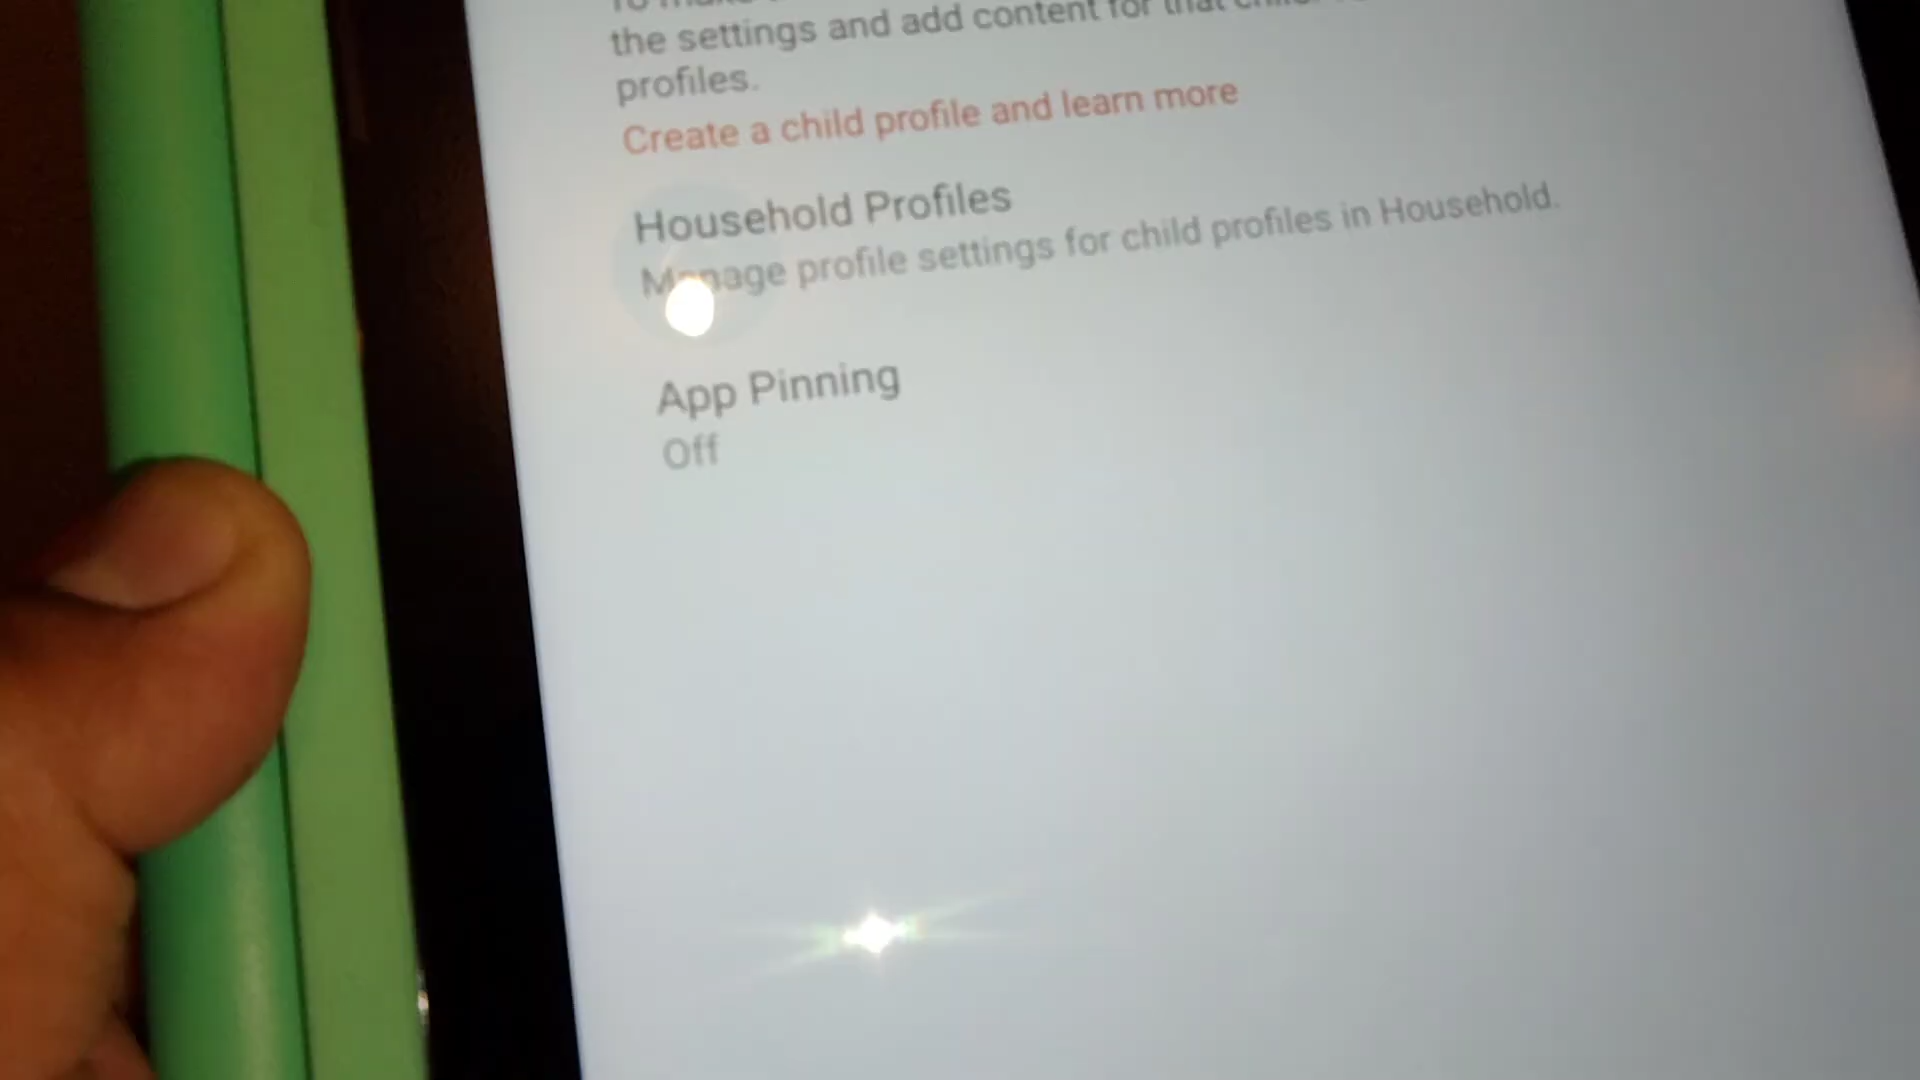 the settings and add content for that
profiles.
Create a child profile and learn more
Household Profiles
Manage profile settings for child profiles in Household.
App Pinning
Off